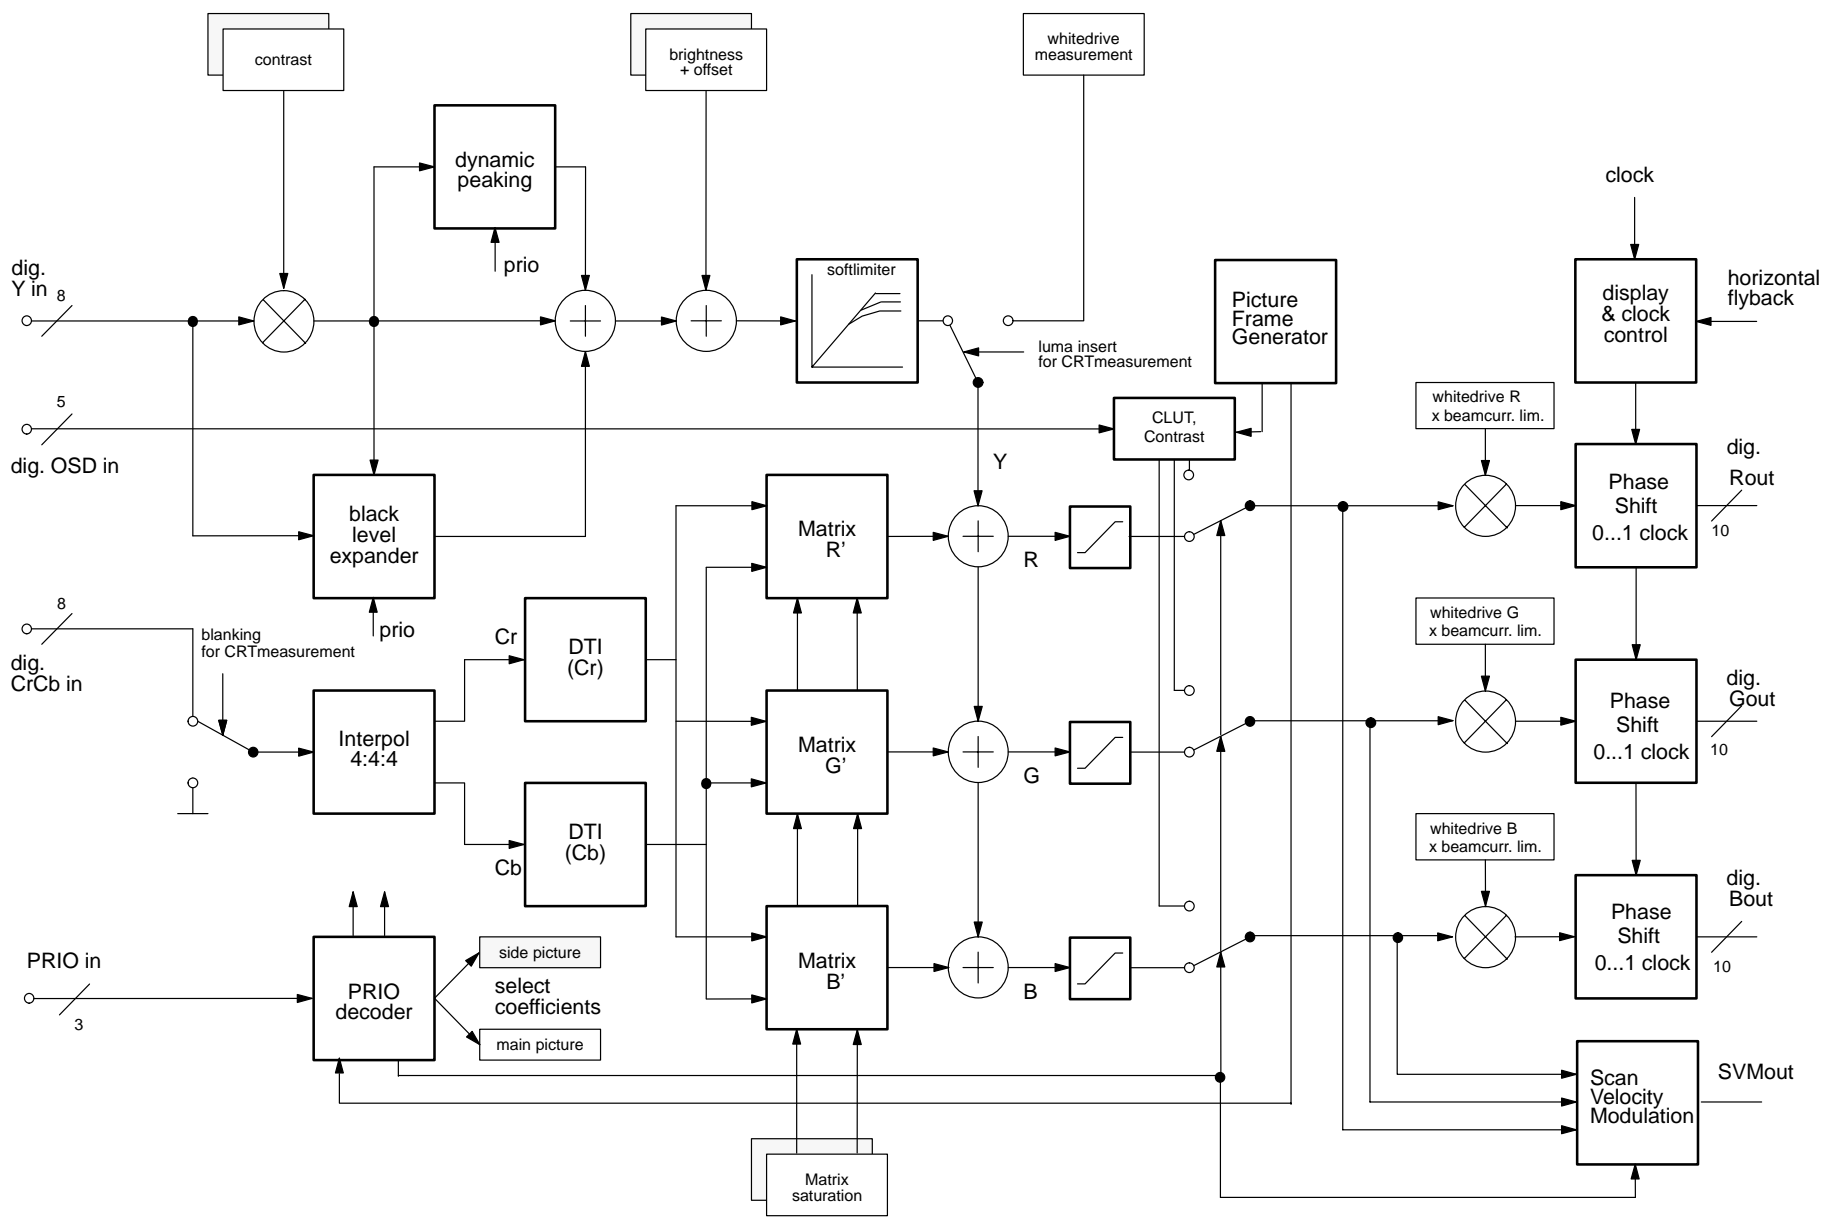 contrast
brightness
+ offset
whitedrive
measurement
dynamic
peaking
prio
clock
dig.
Y in
8
softlimiter
Picture
Frame
Generator
display
& clock
control
horizontal
flyback
luma insert
for CRTmeasurement
5
dig. OSD in
CLUT,
Contrast
whitedrive R
x beamcurr. lim.
Y
black
level
expander
prio
Matrix
R’
R
Phase
Shift
0...1 clock
dig.
Rout
10
8
dig.
CrCb in
blanking
for CRTmeasurement
Cr
DTI
(Cr)
whitedrive G
x beamcurr. lim.
Interpol
4:4:4
Matrix
G’
G
Phase
Shift
0...1 clock
dig.
Gout
10
Cb
DTI
(Cb)
whitedrive B
x beamcurr. lim.
PRIO in
3
PRIO
decoder
side picture
select
coefficients
main picture
Matrix
B’
B
Phase
Shift
0...1 clock
dig.
Bout
10
Scan
Velocity
Modulation
SVMout
Matrix
saturation